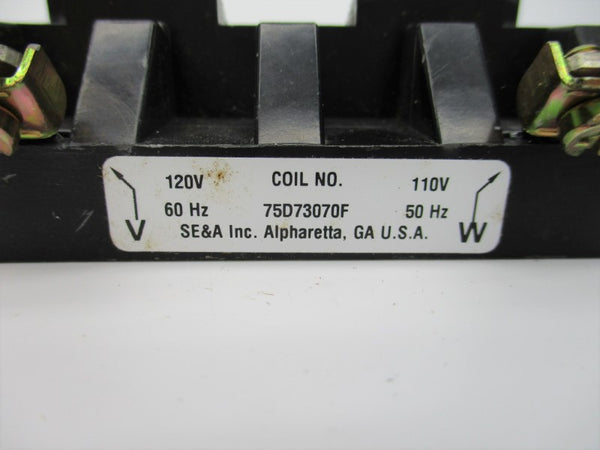 120V COIL NO. 110V
60 Hz 75D73070F 50 Hz
V SE&A Inc. Alpharetta, GA U.S.A. W